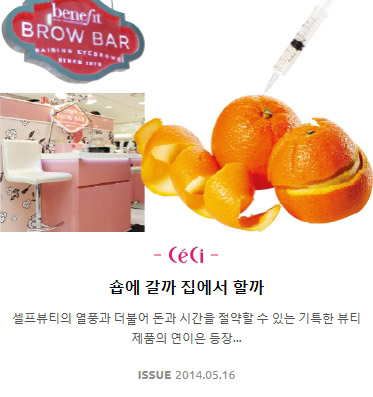 benefit
BROW BAR
RAISING EYEBROWS
SINCE 1976
BROW BAR
- CéCi -
숍에 갈까 집에서 할까
셀프뷰티의 열풍과 더불어 돈과 시간을 절약할 수 있는 기특한 뷰티
제품의 연이은 등장...
ISSUE 2014.05.16